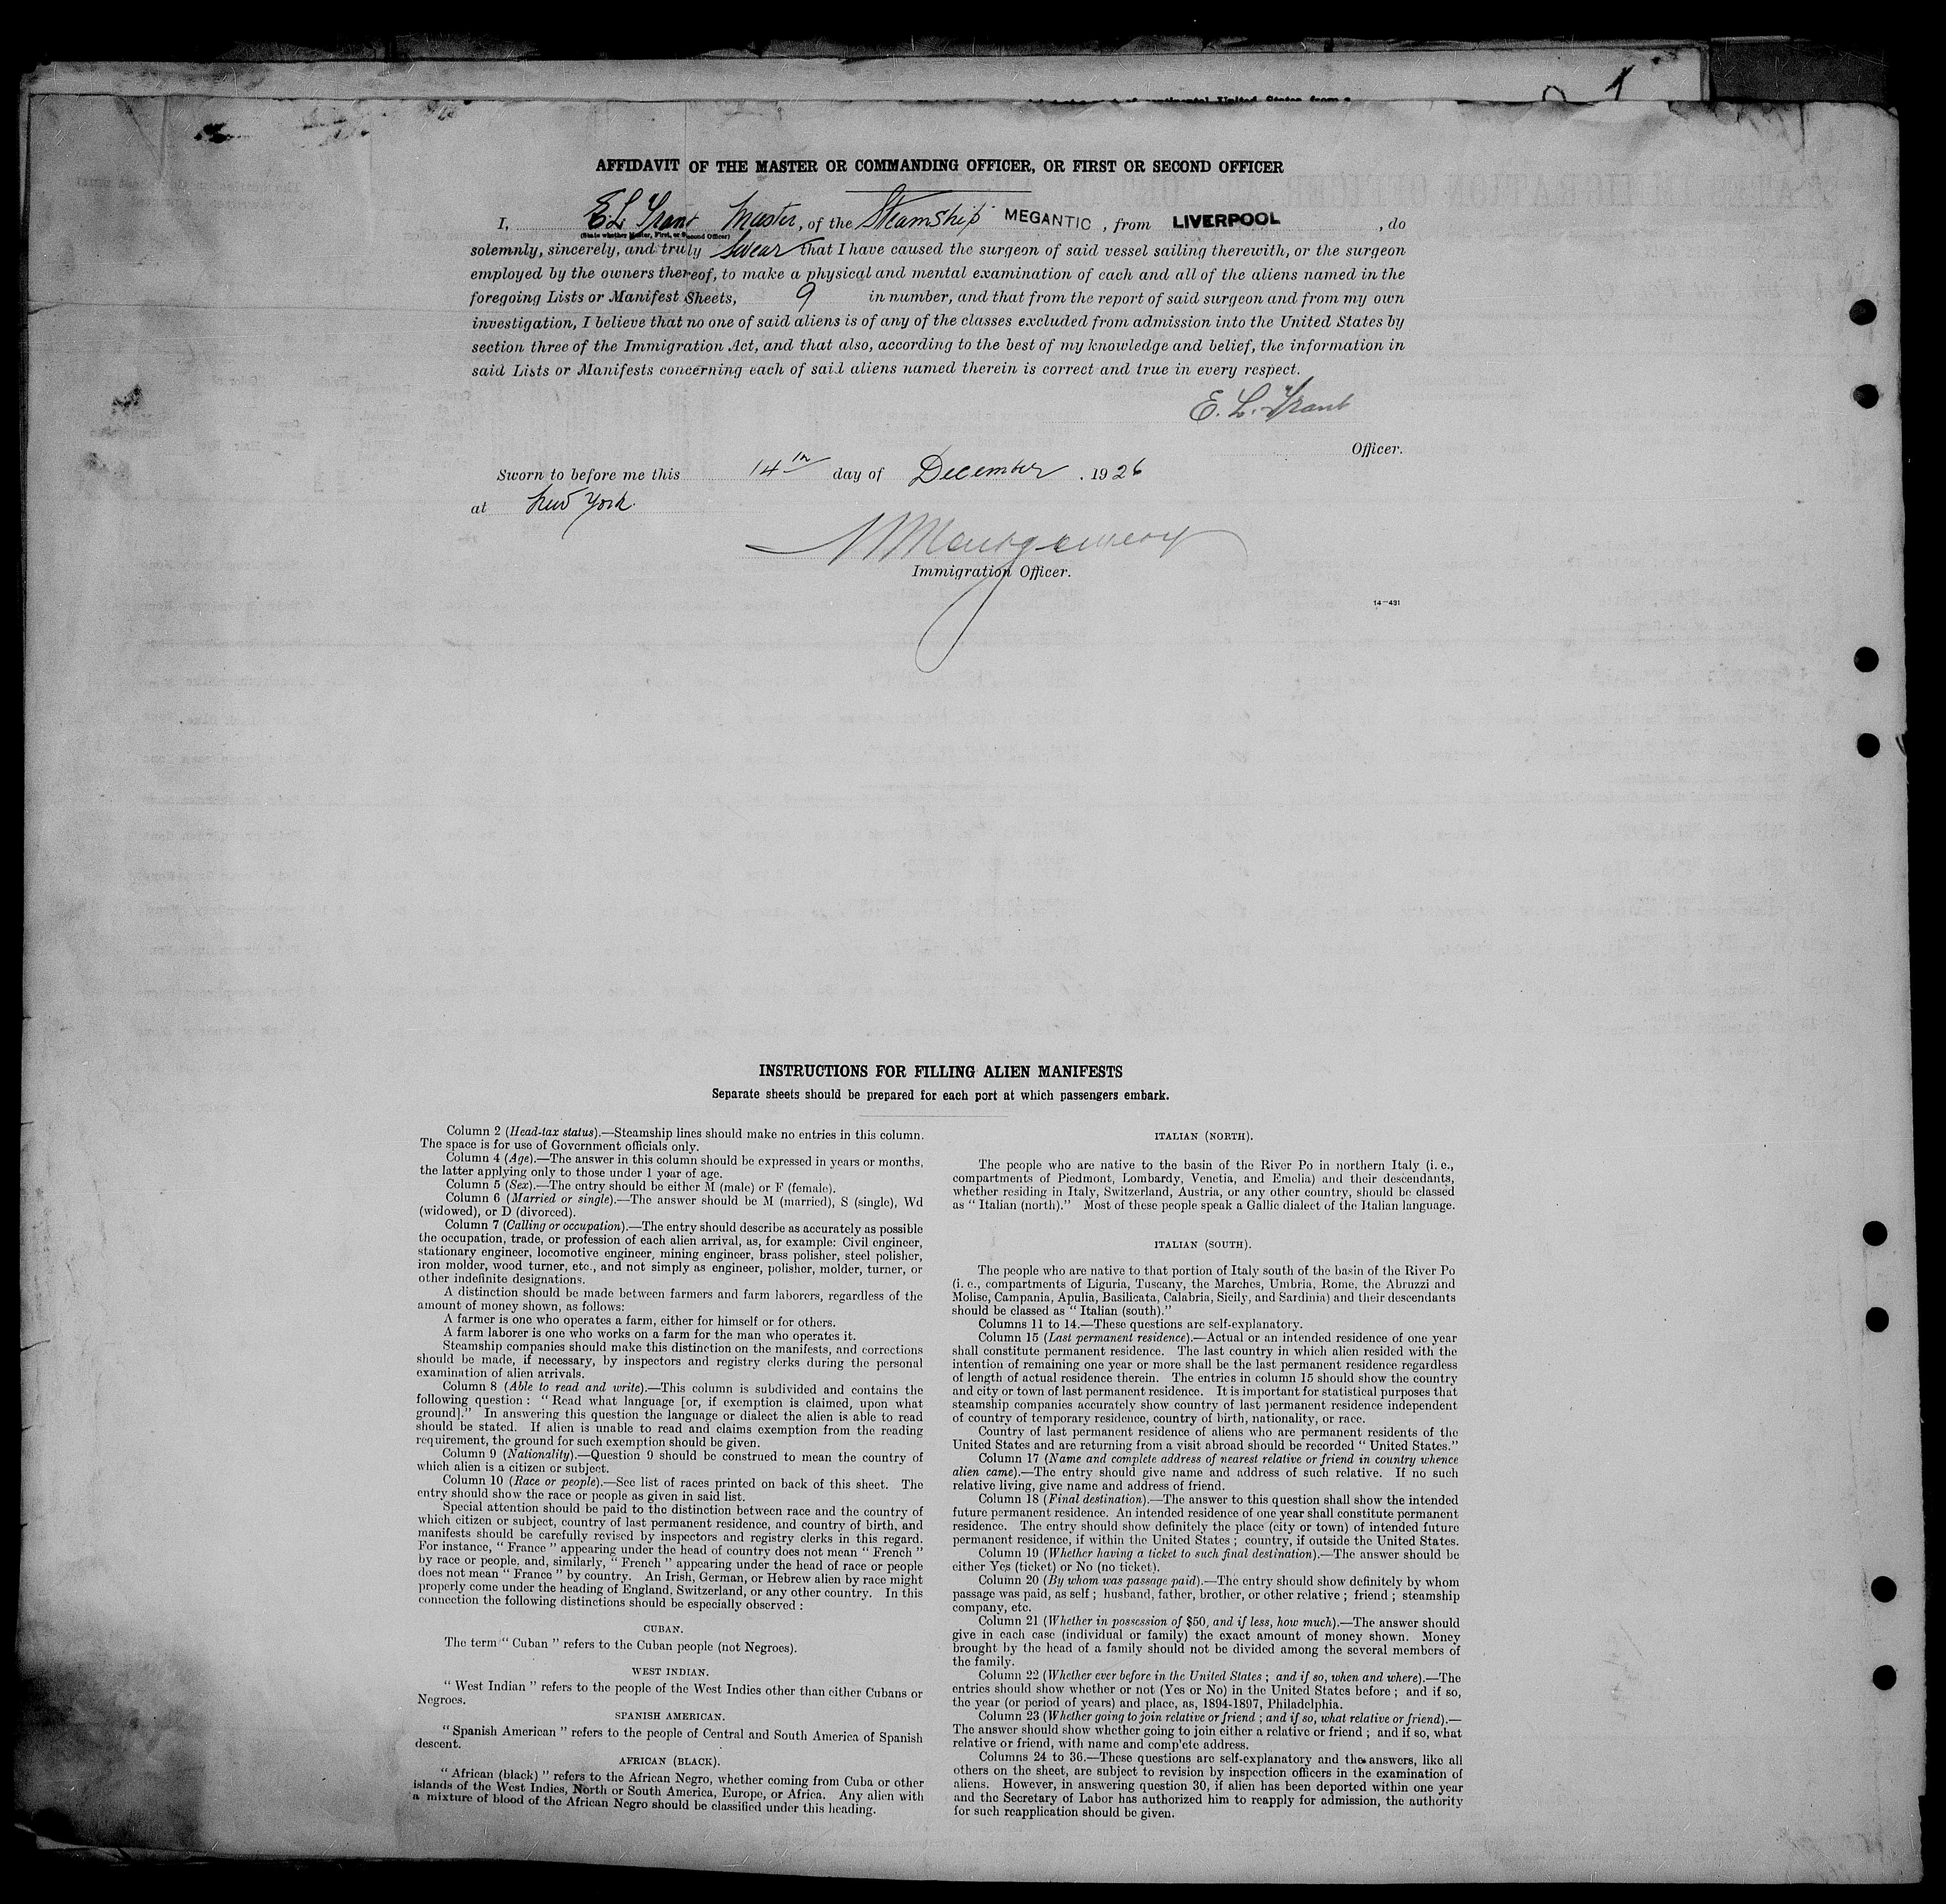 1
AFFIDAVIT OF THE MASTER OR COMMANDING OFFICER, OR FIRST OR SECOND OFFICER
I, E. L. Grant Master, of the Steamship MEGANTIC, from LIVERPOOL, do
(State whether Master, First, or Second Officer)
solemnly, sincerely, and truly swear that I have caused the surgeon of said vessel sailing therewith, or the surgeon
employed by the owners thereof, to make a physical and mental examination of each and all of the aliens named in the
foregoing Lists or Manifest Sheets, 9 in number, and that from the report of said surgeon and from my own
investigation, I believe that no one of said aliens is of any of the classes excluded from admission into the United States by
section three of the Immigration Act, and that also, according to the best of my knowledge and belief, the information in
said Lists or Manifests concerning each of said aliens named therein is correct and true in every respect.
E. L. Grant
Officer.
Sworn to before me this 14th day of December, 1926
at New York.
Montgomery
Immigration Officer.
14—431
INSTRUCTIONS FOR FILLING ALIEN MANIFESTS
Separate sheets should be prepared for each port at which passengers embark.
Column 2 (Head-tax status).—Steamship lines should make no entries in this column.
The space is for use of Government officials only.
Column 4 (Age).—The answer in this column should be expressed in years or months,
the latter applying only to those under 1 year of age.
Column 5 (Sex).—The entry should be either M (male) or F (female).
Column 6 (Married or single).—The answer should be M (married), S (single), Wd
(widowed), or D (divorced).
Column 7 (Calling or occupation).—The entry should describe as accurately as possible
the occupation, trade, or profession of each alien arrival, as, for example: Civil engineer,
stationary engineer, locomotive engineer, mining engineer, brass polisher, steel polisher,
iron molder, wood turner, etc., and not simply as engineer, polisher, molder, turner, or
other indefinite designations.
A distinction should be made between farmers and farm laborers, regardless of the
amount of money shown, as follows:
A farmer is one who operates a farm, either for himself or for others.
A farm laborer is one who works on a farm for the man who operates it.
Steamship companies should make this distinction on the manifests, and corrections
should be made, if necessary, by inspectors and registry clerks during the personal
examination of alien arrivals.
Column 8 (Able to read and write).—This column is subdivided and contains the
following question: “Read what language [or, if exemption is claimed, upon what
ground].” In answering this question the language or dialect the alien is able to read
should be stated. If alien is unable to read and claims exemption from the reading
requirement, the ground for such exemption should be given.
Column 9 (Nationality).—Question 9 should be construed to mean the country of
which alien is a citizen or subject.
Column 10 (Race or people).—See list of races printed on back of this sheet. The
entry should show the race or people as given in said list.
Special attention should be paid to the distinction between race and the country of
which citizen or subject, country of last permanent residence, and country of birth, and
manifests should be carefully revised by inspectors and registry clerks in this regard.
For instance, “France” appearing under the head of country does not mean “French”
by race or people, and, similarly, “French” appearing under the head of race or people
does not mean “France” by country. An Irish, German, or Hebrew alien by race might
properly come under the heading of England, Switzerland, or any other country. In this
connection the following distinctions should be especially observed:
CUBAN.
The term “Cuban” refers to the Cuban people (not Negroes).
WEST INDIAN.
“West Indian” refers to the people of the West Indies other than either Cubans or
Negroes.
SPANISH AMERICAN.
“Spanish American” refers to the people of Central and South America of Spanish
descent.
AFRICAN (BLACK).
“African (black)” refers to the African Negro, whether coming from Cuba or other
islands of the West Indies, North or South America, Europe, or Africa. Any alien with
a mixture of blood of the African Negro should be classified under this heading.
ITALIAN (NORTH).
The people who are native to the basin of the River Po in northern Italy (i. e.,
compartments of Piedmont, Lombardy, Venetia, and Emelia) and their descendants,
whether residing in Italy, Switzerland, Austria, or any other country, should be classed
as “Italian (north).” Most of these people speak a Gallic dialect of the Italian language.
ITALIAN (SOUTH).
The people who are native to that portion of Italy south of the basin of the River Po
(i. e., compartments of Liguria, Tuscany, the Marches, Umbria, Rome, the Abruzzi and
Molise, Campania, Apulia, Basilicata, Calabria, Sicily, and Sardinia) and their descendants
should be classed as “Italian (south).”
Columns 11 to 14.—These questions are self-explanatory.
Column 15 (Last permanent residence).—Actual or an intended residence of one year
shall constitute permanent residence. The last country in which alien resided with the
intention of remaining one year or more shall be the last permanent residence regardless
of length of actual residence therein. The entries in column 15 should show the country
and city or town of last permanent residence. It is important for statistical purposes that
steamship companies accurately show country of last permanent residence independent
of country of temporary residence, country of birth, nationality, or race.
Country of last permanent residence of aliens who are permanent residents of the
United States and are returning from a visit abroad should be recorded “United States.”
Column 17 (Name and complete address of nearest relative or friend in country whence
alien came).—The entry should give name and address of such relative. If no such
relative living, give name and address of friend.
Column 18 (Final destination).—The answer to this question shall show the intended
future permanent residence. An intended residence of one year shall constitute permanent
residence. The entry should show definitely the place (city or town) of intended future
permanent residence, if within the United States; country, if outside the United States.
Column 19 (Whether having a ticket to such final destination).—The answer should be
either Yes (ticket) or No (no ticket).
Column 20 (By whom was passage paid).—The entry should show definitely by whom
passage was paid, as self; husband, father, brother, or other relative; friend; steamship
company, etc.
Column 21 (Whether in possession of $50, and if less, how much).—The answer should
give in each case (individual or family) the exact amount of money shown. Money
brought by the head of a family should not be divided among the several members of
the family.
Column 22 (Whether ever before in the United States; and if so, when and where).—The
entries should show whether or not (Yes or No) in the United States before; and if so,
the year (or period of years) and place, as, 1894-1897, Philadelphia.
Column 23 (Whether going to join relative or friend; and if so, what relative or friend).—
The answer should show whether going to join either a relative or friend; and if so, what
relative or friend, with name and complete address.
Columns 24 to 36.—These questions are self-explanatory and the answers, like all
others on the sheet, are subject to revision by inspection officers in the examination of
aliens. However, in answering question 30, if alien has been deported within one year
and the Secretary of Labor has authorized him to reapply for admission, the authority
for such reapplication should be given.